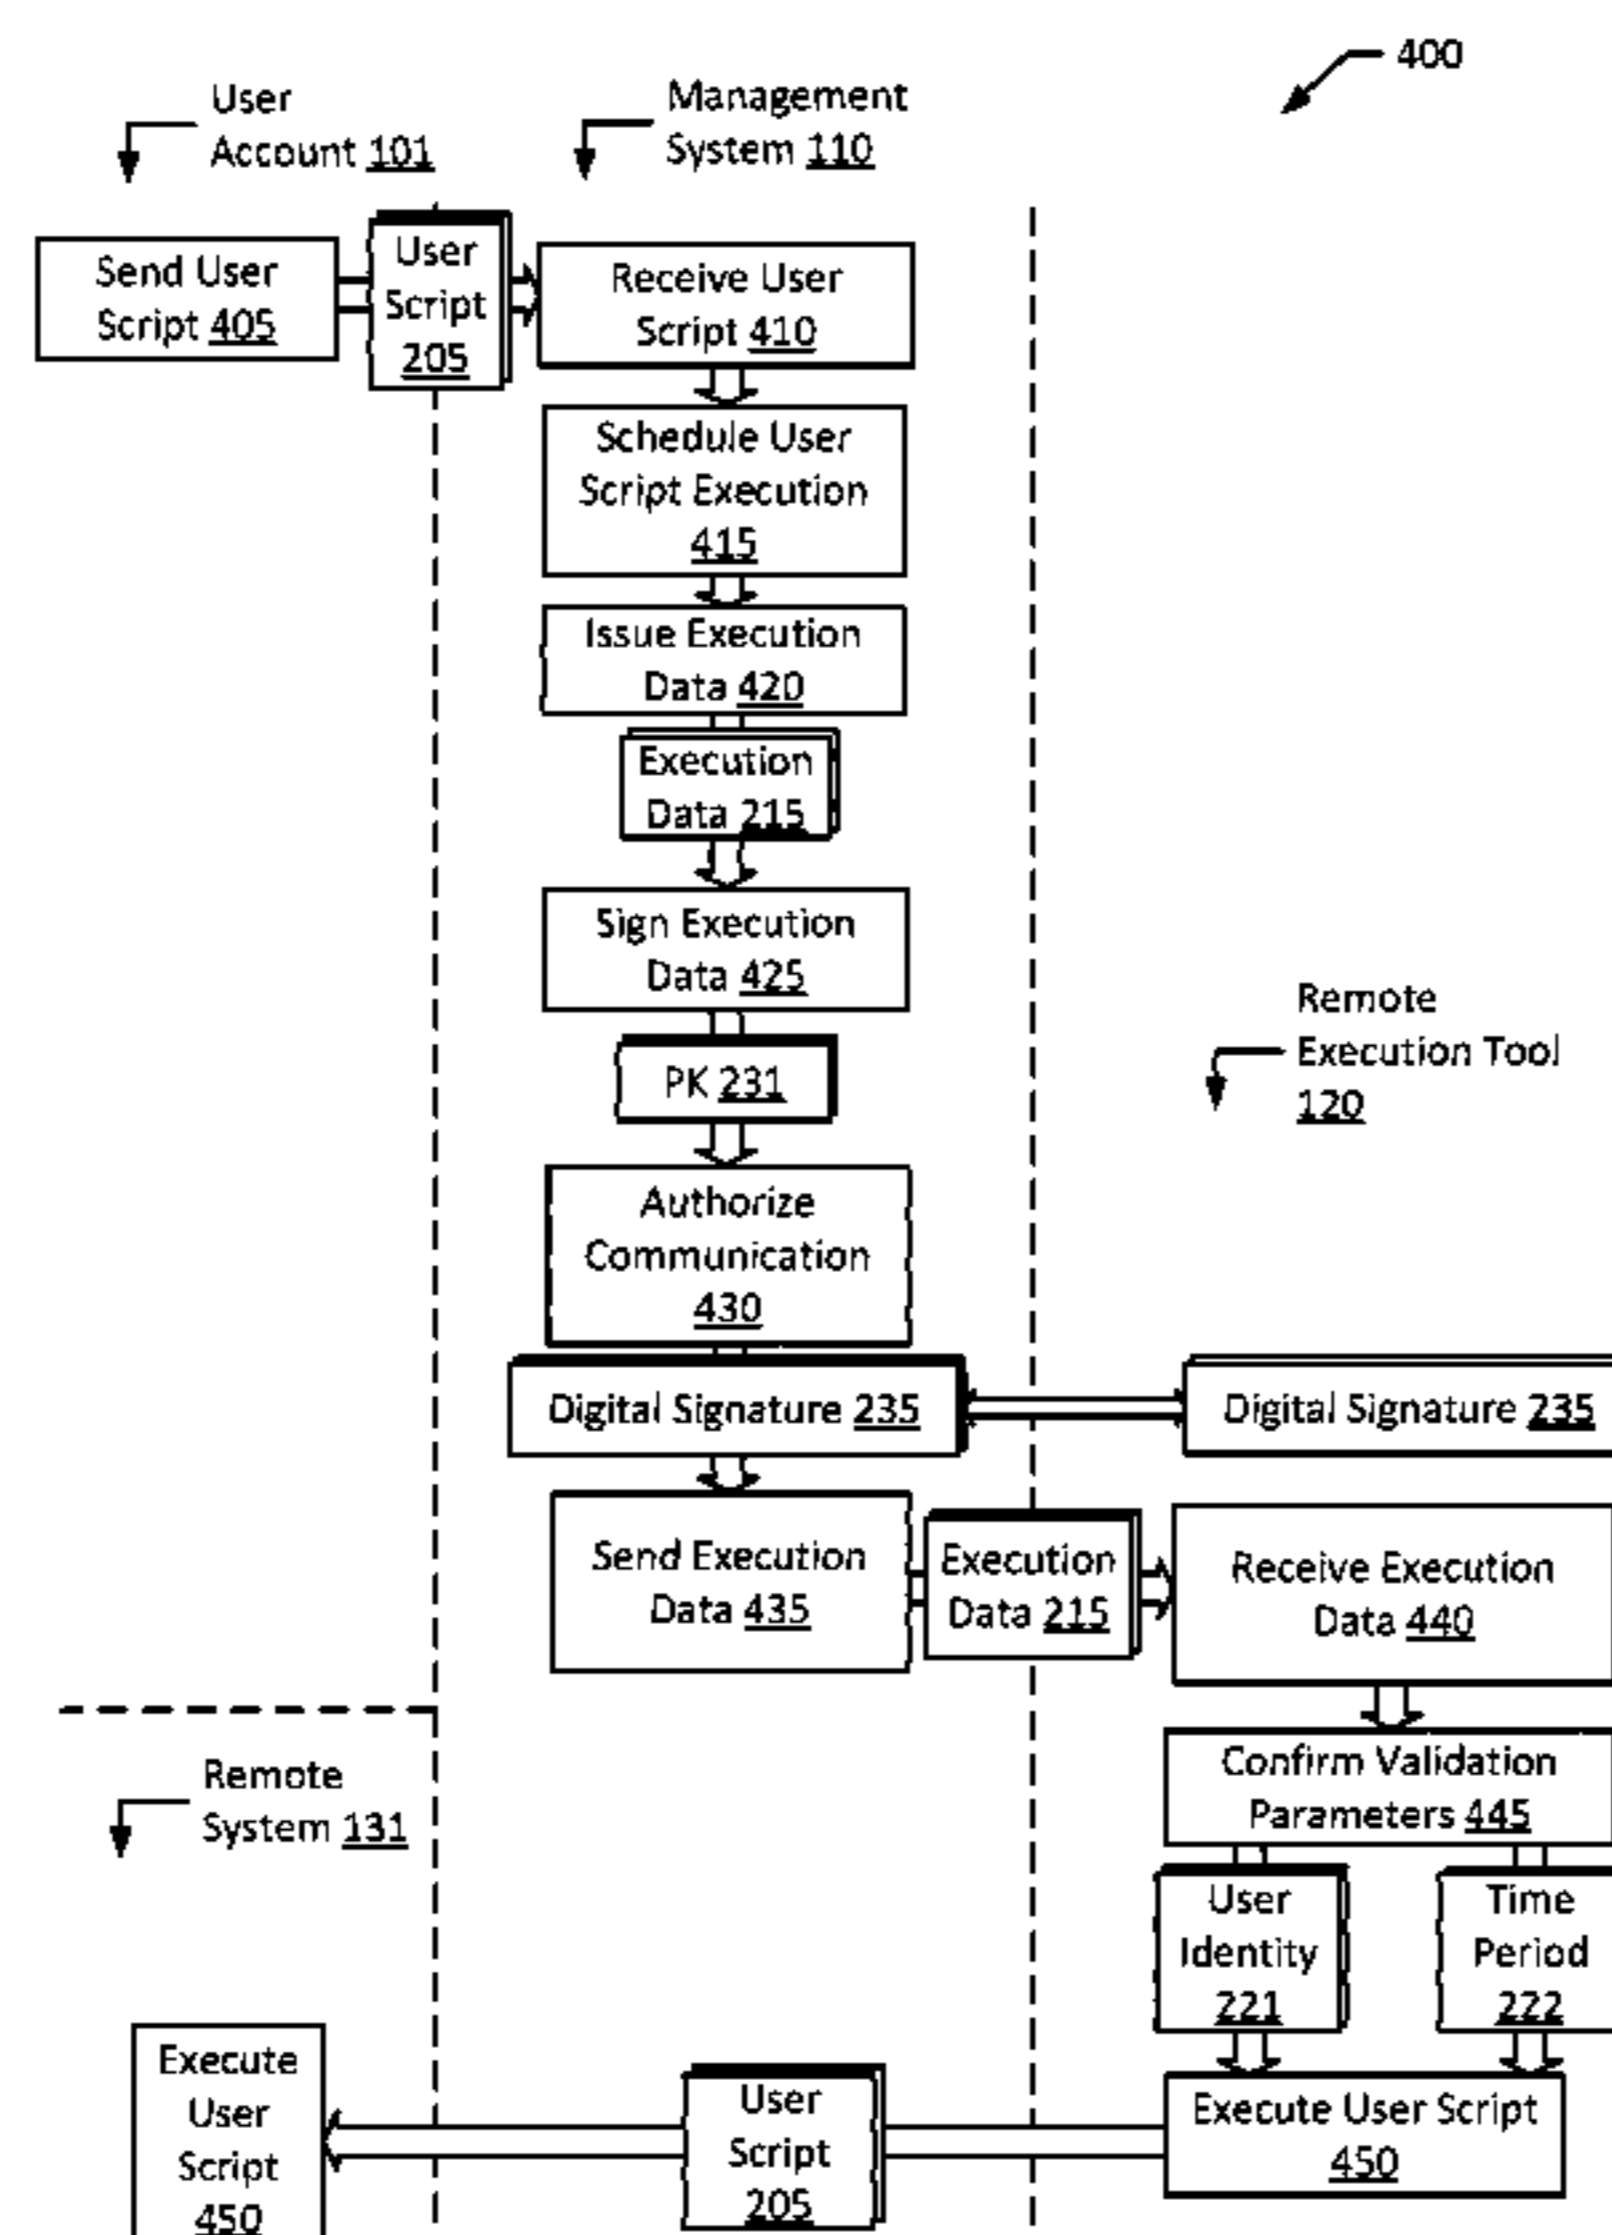 400
User
Account 101
Management
System 110
Send User
Script 405
User
Script
205
Receive User
Script 410
Schedule User
Script Execution
415
Issue Execution
Data 420
Execution
Data 215
Sign Execution
Data 425
PK 231
Remote
Execution Tool
120
Authorize
Communication
430
Digital Signature 235
Digital Signature 235
Send Execution
Data 435
Execution
Data 215
Receive Execution
Data 440
Confirm Validation
Parameters 445
Remote
System 131
User
Identity
221
Time
Period
222
Execute User Script
450
User
Script
205
Execute
User
Script
450